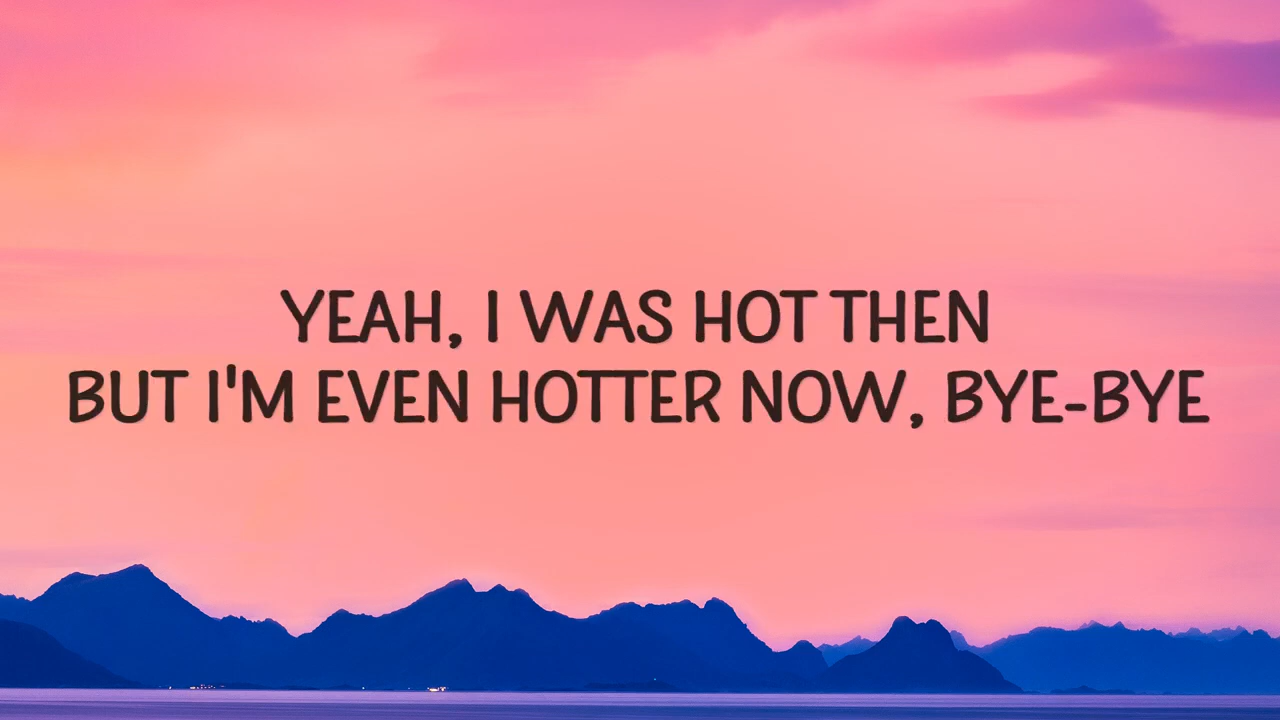 YEAH, I WAS HOT THEN
BUT I'M EVEN HOTTER NOW, BYE-BYE